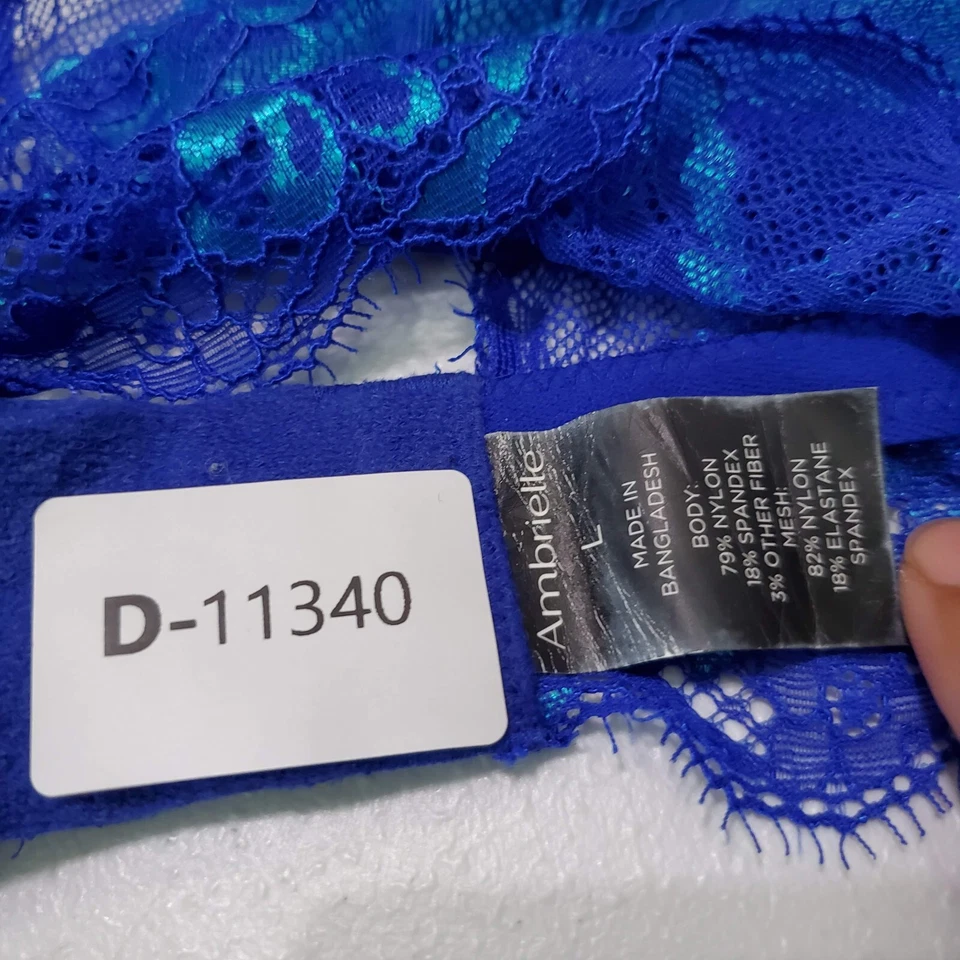 D-11340
Ambrielle
L
MADE IN
BANGLADESH
BODY:
79% NYLON
18% SPANDEX
3% OTHER FIBER
MESH:
82% NYLON
18% ELASTANE
SPANDEX